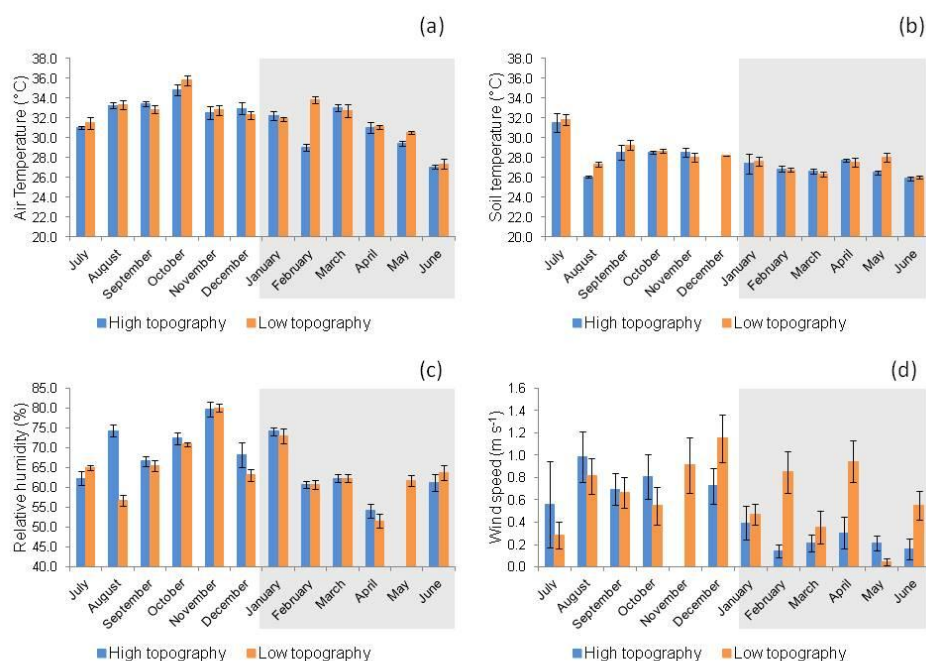 (a)
Air Temperature (°C)
38.0
36.0
34.0
32.0
30.0
28.0
26.0
24.0
22.0
20.0
July August September October November December January February March April May June
High topography Low topography
(b)
Soil temperature (°C)
38.0
36.0
34.0
32.0
30.0
28.0
26.0
24.0
22.0
20.0
July August September October November December January February March April May June
High topography Low topography
(c)
Relative humidity (%)
85.0
80.0
75.0
70.0
65.0
60.0
55.0
50.0
45.0
40.0
July August September October November December January February March April May June
High topography Low topography
(d)
Wind speed (m s⁻¹)
1.6
1.4
1.2
1.0
0.8
0.6
0.4
0.2
0.0
July August September October November December January February March April May June
High topography Low topography